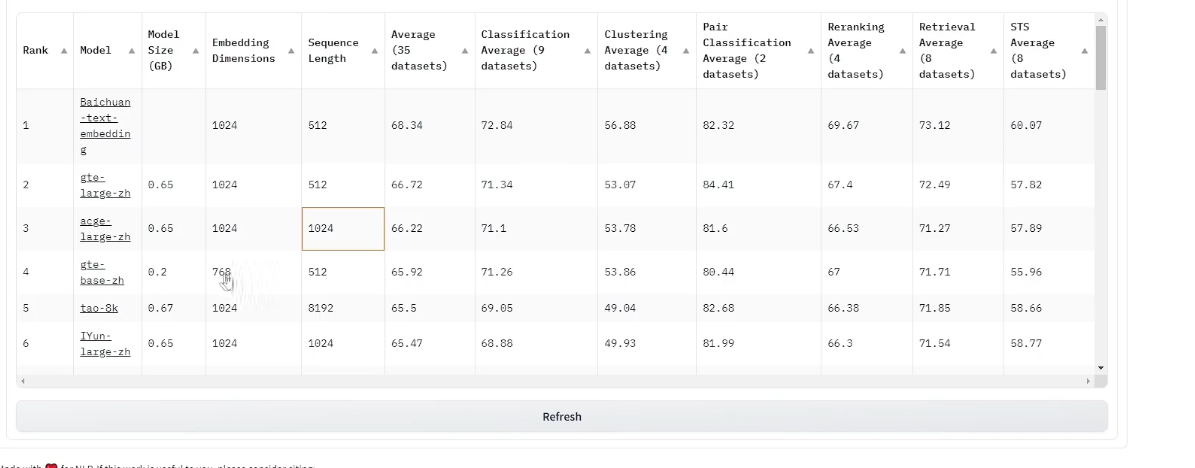 Rank Model Model Size (GB) Embedding Dimensions Sequence Length Average (35 datasets) Classification Average (9 datasets) Clustering Average (4 datasets) Pair Classification Average (2 datasets) Reranking Average (4 datasets) Retrieval Average (8 datasets) STS Average (8 datasets)
1 Baichuan-text-embedding 1024 512 68.34 72.84 56.88 82.32 69.67 73.12 60.07
2 gte-large-zh 0.65 1024 512 66.72 71.34 53.07 84.41 67.4 72.49 57.82
3 acge-large-zh 0.65 1024 1024 66.22 71.1 53.78 81.6 66.53 71.27 57.89
4 gte-base-zh 0.2 768 512 65.92 71.26 53.86 80.44 67 71.71 55.96
5 tao-8k 0.67 1024 8192 65.5 69.05 49.04 82.68 66.38 71.85 58.66
6 IYun-large-zh 0.65 1024 1024 65.47 68.88 49.93 81.99 66.3 71.54 58.77
Refresh